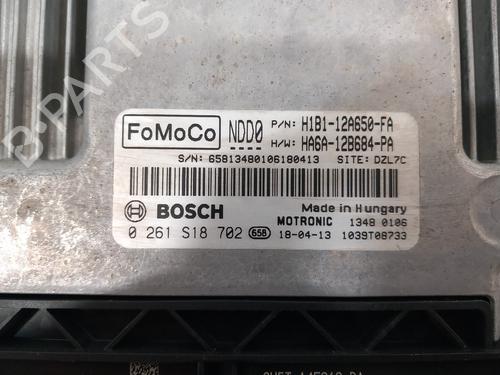 B-PARTS
FoMoCo NDD0 P/N: H1B1-12A650-FA
H/W: HA6A-12B684-PA
S/N: 65813480106180413 SITE: DZL7C
BOSCH Made in Hungary
MOTRONIC 1348 0106
0 261 S18 702 658 18-04-13 1039T08733